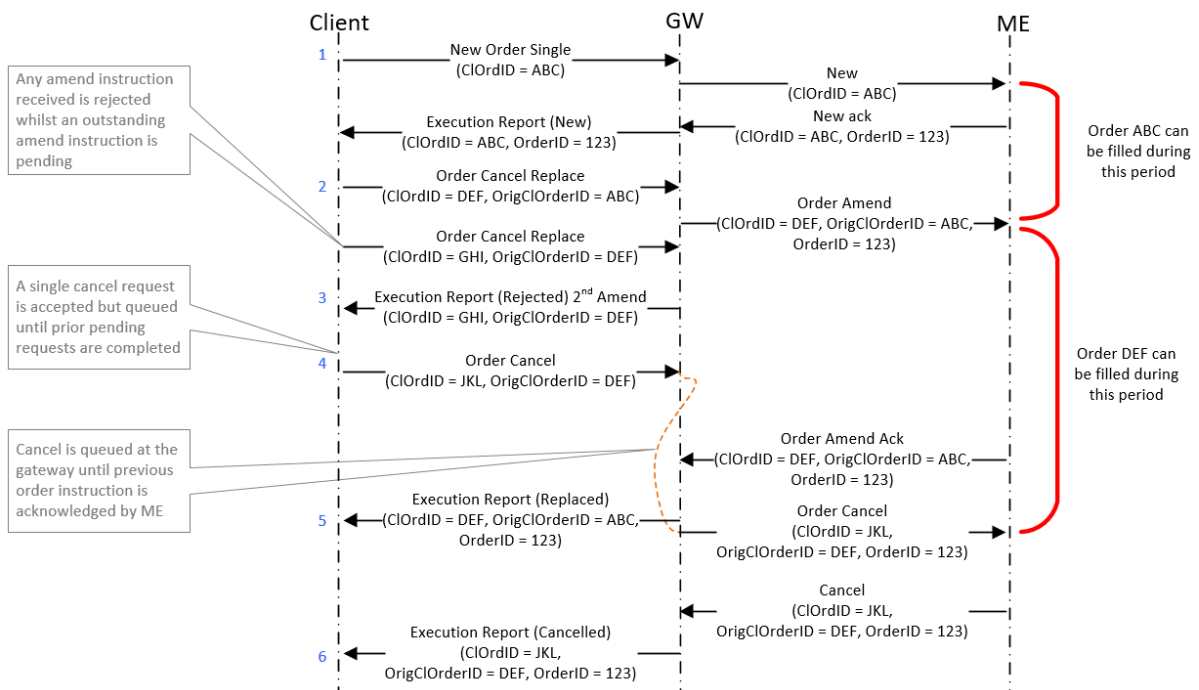 Client
GW
ME
1
New Order Single
(ClOrdID = ABC)
New
(ClOrdID = ABC)
Any amend instruction
received is rejected
whilst an outstanding
amend instruction is
pending
New ack
(ClOrdID = ABC, OrderID = 123)
Execution Report (New)
(ClOrdID = ABC, OrderID = 123)
Order ABC can
be filled during
this period
2
Order Cancel Replace
(ClOrdID = DEF, OrigClOrderID = ABC)
Order Amend
(ClOrdID = DEF, OrigClOrderID = ABC,
OrderID = 123)
Order Cancel Replace
(ClOrdID = GHI, OrigClOrderID = DEF)
A single cancel request
is accepted but queued
until prior pending
requests are completed
3
Execution Report (Rejected) 2nd Amend
(ClOrdID = GHI, OrigClOrderID = DEF)
4
Order Cancel
(ClOrdID = JKL, OrigClOrderID = DEF)
Order DEF can
be filled during
this period
Cancel is queued at the
gateway until previous
order instruction is
acknowledged by ME
Order Amend Ack
(ClOrdID = DEF, OrigClOrderID = ABC,
OrderID = 123)
5
Execution Report (Replaced)
(ClOrdID = DEF, OrigClOrderID = ABC,
OrderID = 123)
Order Cancel
(ClOrdID = JKL,
OrigClOrderID = DEF, OrderID = 123)
Cancel
(ClOrdID = JKL,
OrigClOrderID = DEF, OrderID = 123)
6
Execution Report (Cancelled)
(ClOrdID = JKL,
OrigClOrderID = DEF, OrderID = 123)